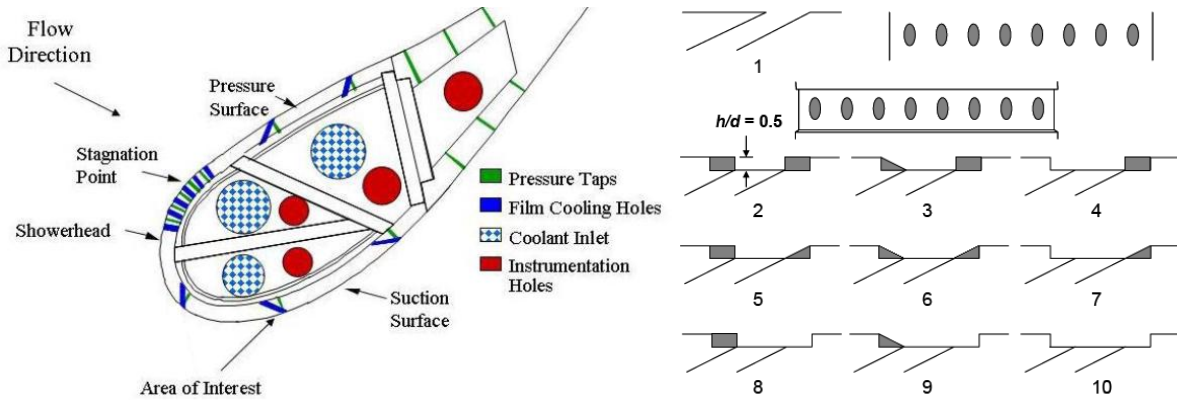 Flow
Direction
Pressure
Surface
Stagnation
Point
Showerhead
Pressure Taps
Film Cooling Holes
Coolant Inlet
Instrumentation
Holes
Suction
Surface
Area of Interest
1
h/d = 0.5
2
3
4
5
6
7
8
9
10